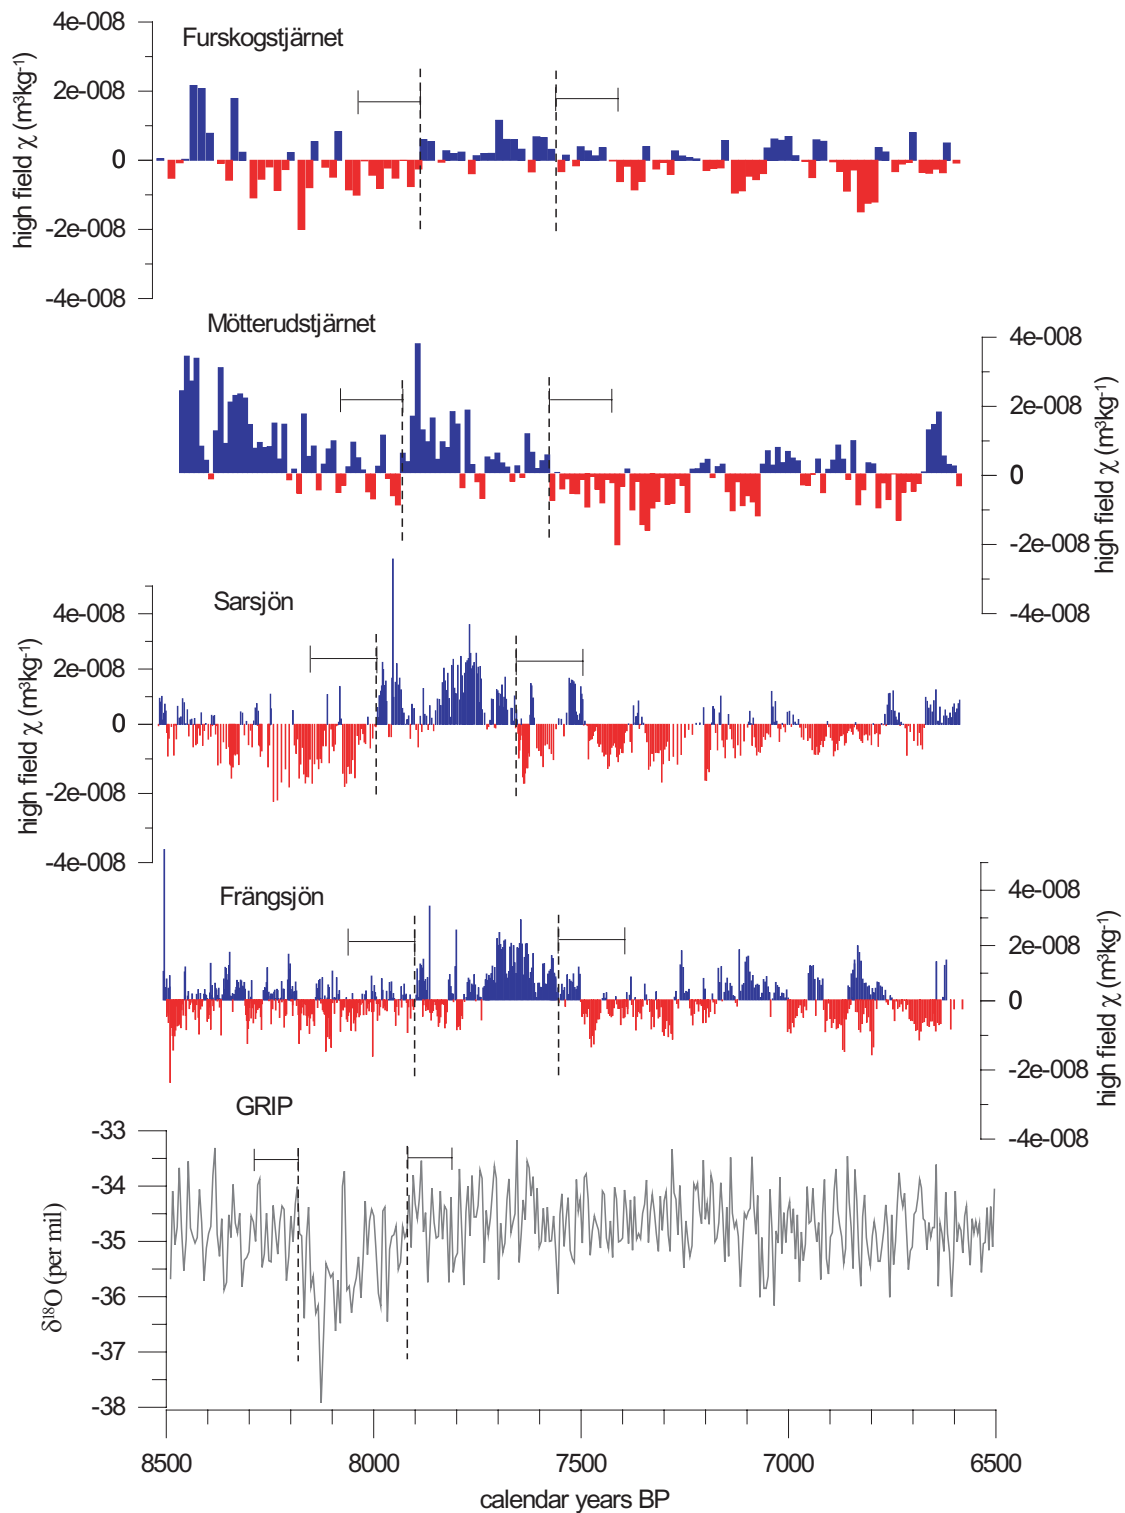 Furskogstjärnet
high field χ (m³kg⁻¹)
4e-008
2e-008
0
-2e-008
-4e-008
Mötterudstjärnet
4e-008
2e-008
0
-2e-008
-4e-008
high field χ (m³kg⁻¹)
Sarsjön
high field χ (m³kg⁻¹)
4e-008
2e-008
0
-2e-008
-4e-008
Frängsjön
4e-008
2e-008
0
-2e-008
-4e-008
high field χ (m³kg⁻¹)
GRIP
δ¹⁸O (per mil)
-33
-34
-35
-36
-37
-38
8500 8000 7500 7000 6500
calendar years BP